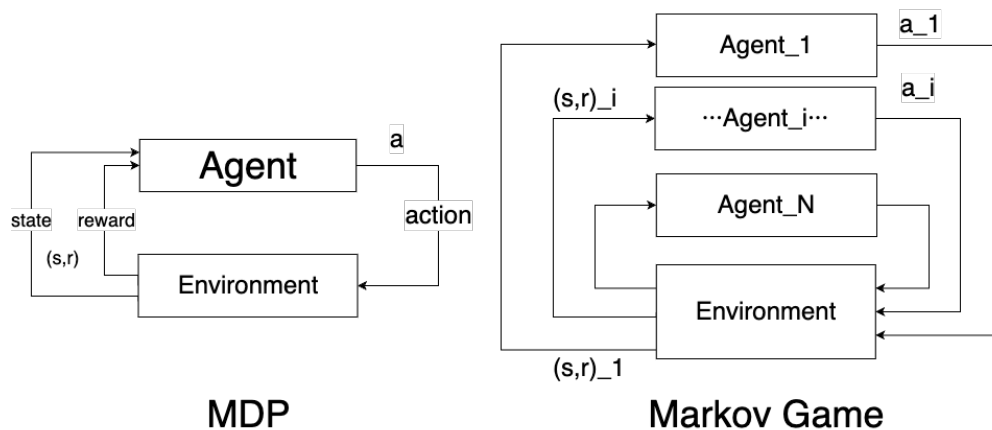 Agent
a
state
reward
action
(s,r)
Environment
MDP
Agent_1
a_1
(s,r)_i
a_i
···Agent_i···
Agent_N
Environment
(s,r)_1
Markov Game